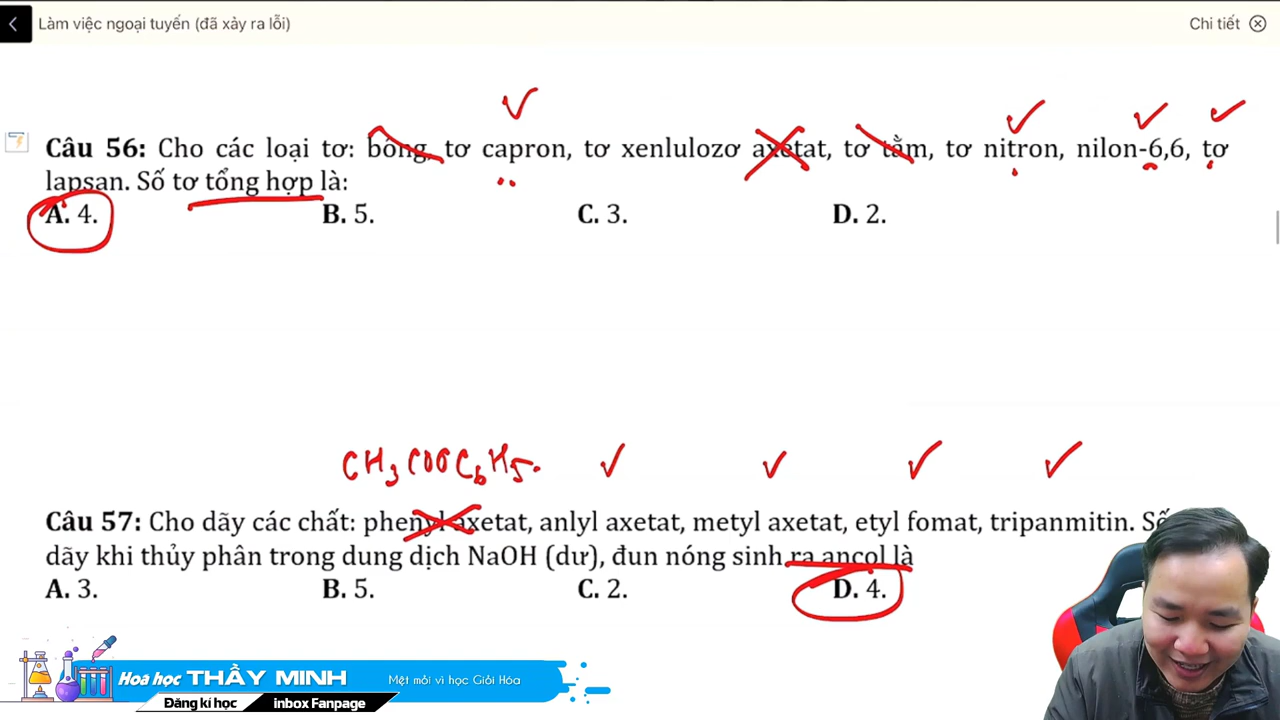 Làm việc ngoại tuyến (đã xảy ra lỗi)
Chi tiết
Câu 56: Cho các loại tơ: bông, tơ capron, tơ xenlulozơ axetat, tơ tằm, tơ nitron, nilon-6,6, tơ
lapsan. Số tơ tổng hợp là:
A. 4. B. 5. C. 3. D. 2.
CH3COOC6H5
Câu 57: Cho dãy các chất: phenyl axetat, anlyl axetat, metyl axetat, etyl fomat, tripanmitin. Số
dãy khi thủy phân trong dung dịch NaOH (dư), đun nóng sinh ra ancol là
A. 3. B. 5. C. 2. D. 4.
Hoá học THẦY MINH
Mệt mỏi vì học Giỏi Hóa
Đăng kí học
inbox Fanpage